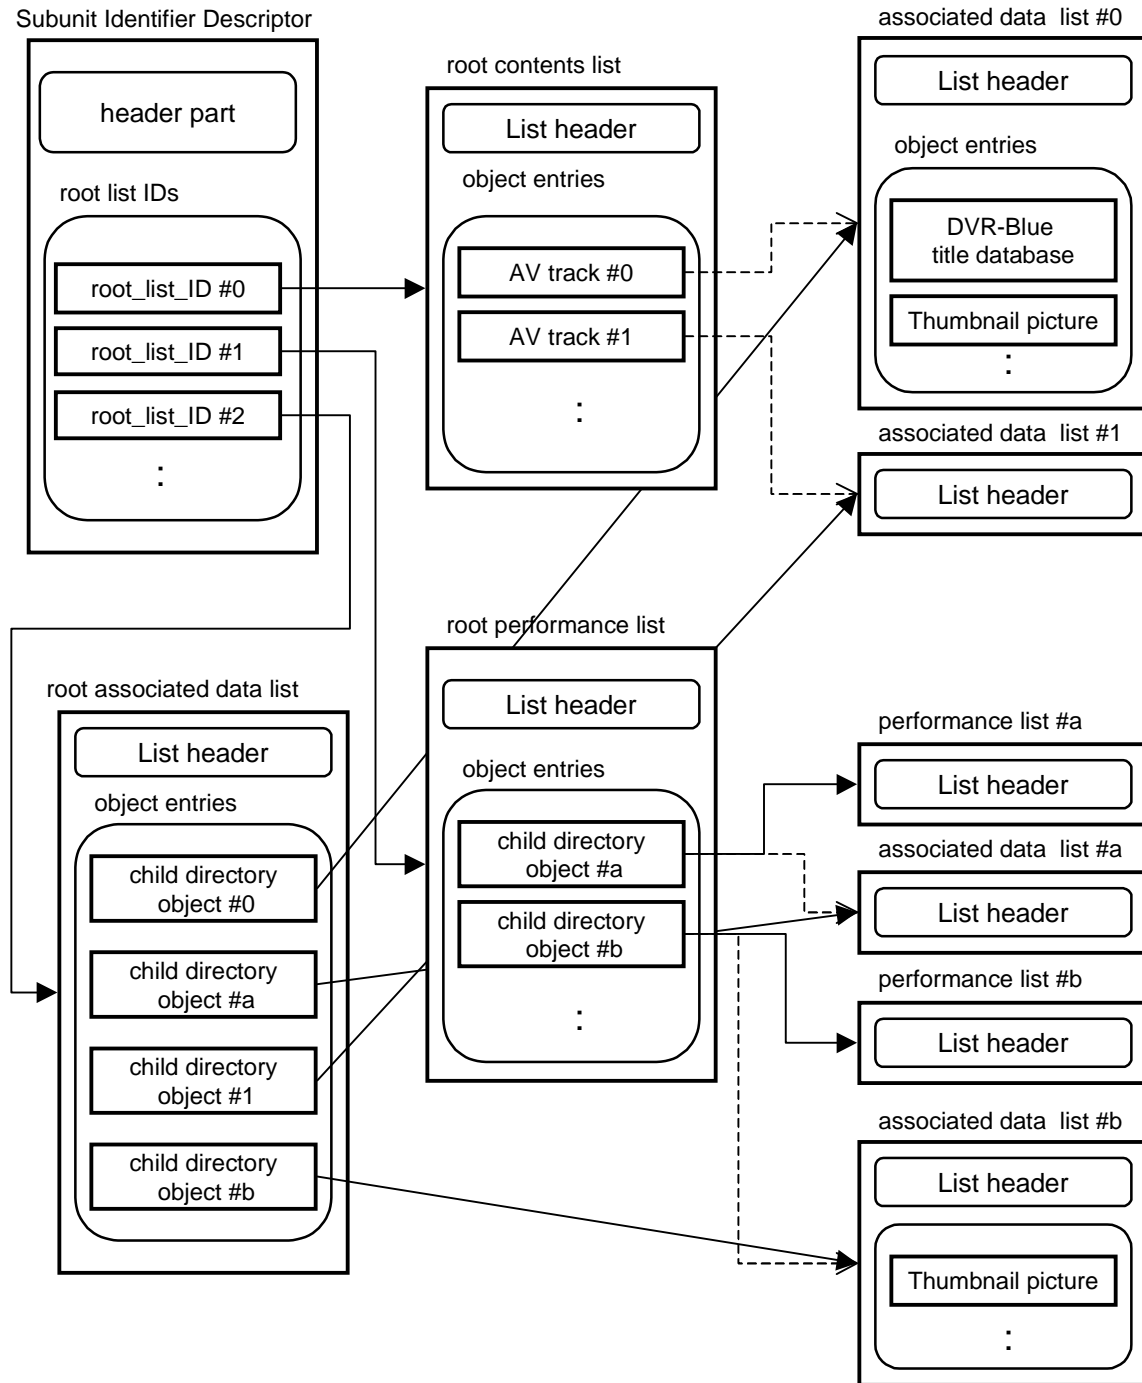 Subunit Identifier Descriptor
header part
root list IDs
root_list_ID #0
root_list_ID #1
root_list_ID #2
:
root contents list
List header
object entries
AV track #0
AV track #1
:
associated data list #0
List header
object entries
DVR-Blue
title database
Thumbnail picture
:
associated data list #1
List header
root associated data list
List header
object entries
child directory
object #0
child directory
object #a
child directory
object #1
child directory
object #b
root performance list
List header
object entries
child directory
object #a
child directory
object #b
:
performance list #a
List header
associated data list #a
List header
performance list #b
List header
associated data list #b
List header
Thumbnail picture
: